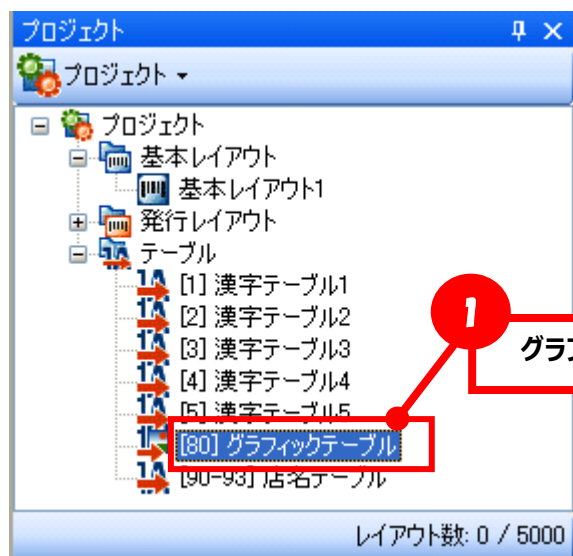 プロジェクト
プロジェクト
プロジェクト
基本レイアウト
基本レイアウト1
発行レイアウト
テーブル
[1] 漢字テーブル1
[2] 漢字テーブル2
[3] 漢字テーブル3
[4] 漢字テーブル4
[5] 漢字テーブル5
[80] グラフィックテーブル
[90-93] 店名テーブル
1
グラフ
レイアウト数: 0 / 5000